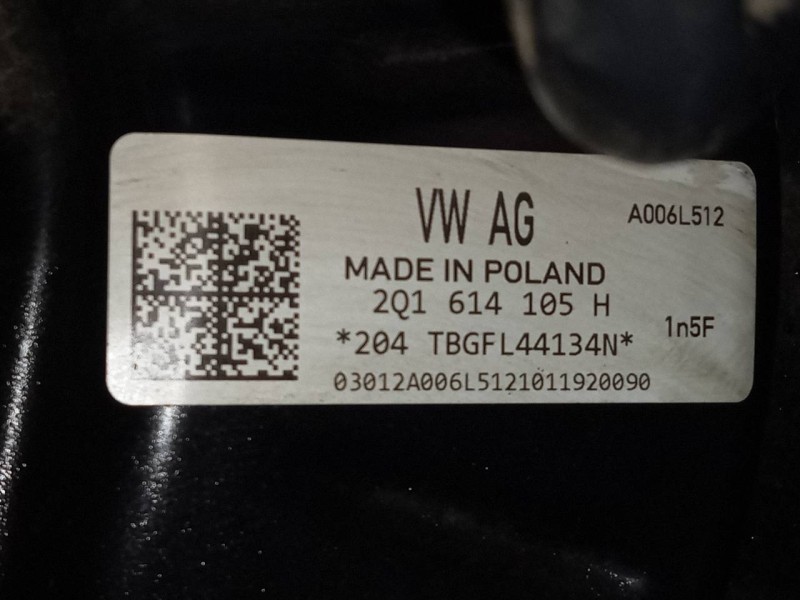 VW AG
A006L512
MADE IN POLAND
2Q1 614 105 H
1n5F
*204 TBGFL44134N*
03012A006L5121011920090